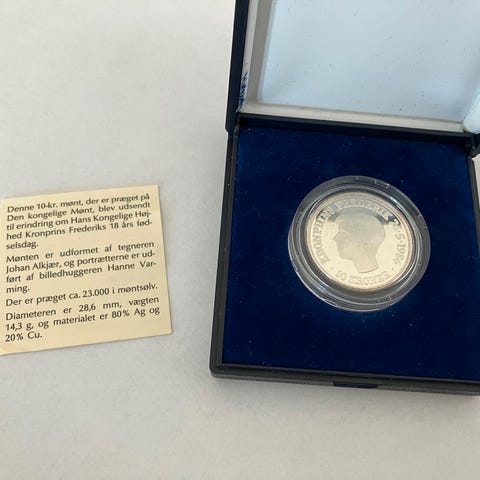 Denne 10-kr. mønt, der er præget på
Den kongelige Mønt, blev udsendt
til erindring om Hans Kongelige Høj-
hed Kronprins Frederiks 18 års fød-
selsdag.
Mønten er udformet af tegneren
Johan Alkjær, og portrætterne er ud-
ført af billedhuggeren Hanne Var-
ming.
Der er præget ca. 23.000 i møntsølv.
Diameteren er 28,6 mm, vægten
14,3 g, og materialet er 80% Ag og
20% Cu.
KRONPRINS FREDERIK 26·5·1986
10 KRONER